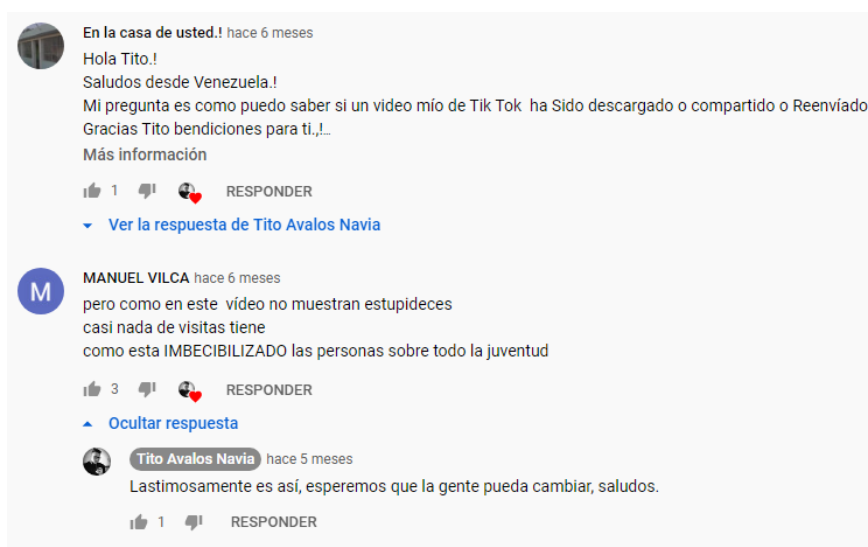 En la casa de usted.! hace 6 meses
Hola Tito.!
Saludos desde Venezuela.!
Mi pregunta es como puedo saber si un video mío de Tik Tok ha Sido descargado o compartido o Reenvíado
Gracias Tito bendiciones para ti.,!...
Más información
1 RESPONDER
Ver la respuesta de Tito Avalos Navia
M
MANUEL VILCA hace 6 meses
pero como en este vídeo no muestran estupideces
casi nada de visitas tiene
como esta IMBECIBILIZADO las personas sobre todo la juventud
3 RESPONDER
Ocultar respuesta
Tito Avalos Navia hace 5 meses
Lastimosamente es así, esperemos que la gente pueda cambiar, saludos.
1 RESPONDER